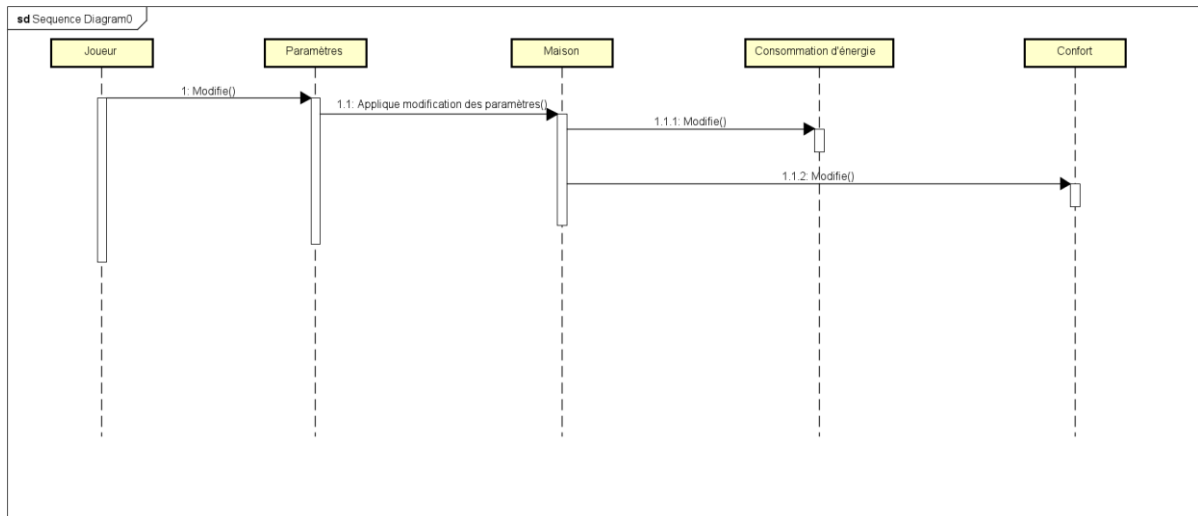 sd Sequence Diagram0
Joueur
Paramètres
Maison
Consommation d'énergie
Confort
1: Modifie()
1.1: Applique modification des paramètres()
1.1.1: Modifie()
1.1.2: Modifie()